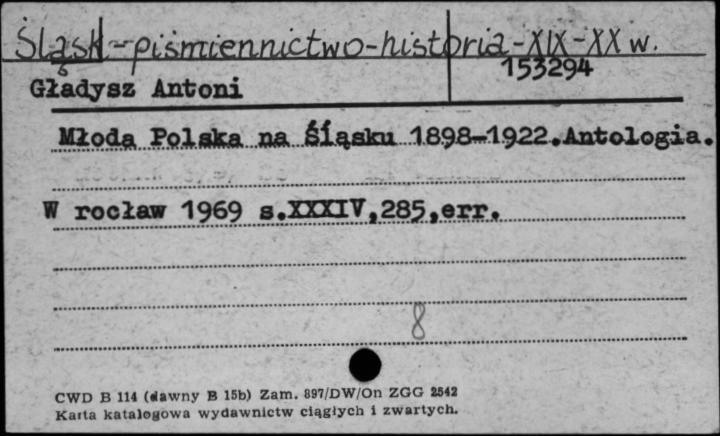 Śląsk-piśmiennictwo-historia-XIX-XX w.
153294
Gładysz Antoni
Młoda Polska na Śląsku 1898-1922.Antologia.
W rocław 1969 s.XXXIV,285,err.
8
CWD B 114 (dawny B 15b) Zam. 897/DW/On ZGG 2542
Karta katalogowa wydawnictw ciągłych i zwartych.